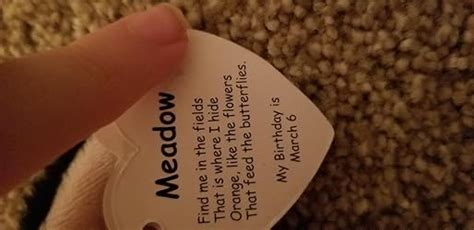 Meadow
Find me in the fields
That is where I hide
Orange, like the flowers
That feed the butterflies.
My Birthday is
March 6